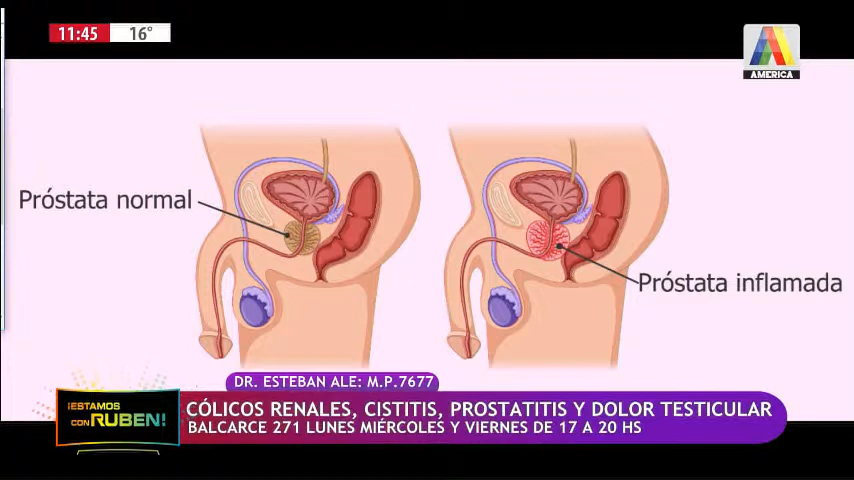 11:45 16°
AMERICA
Próstata normal
Próstata inflamada
DR. ESTEBAN ALE: M.P.7677
¡ESTAMOS
CON RUBEN!
CÓLICOS RENALES, CISTITIS, PROSTATITIS Y DOLOR TESTICULAR
BALCARCE 271 LUNES MIÉRCOLES Y VIERNES DE 17 A 20 HS